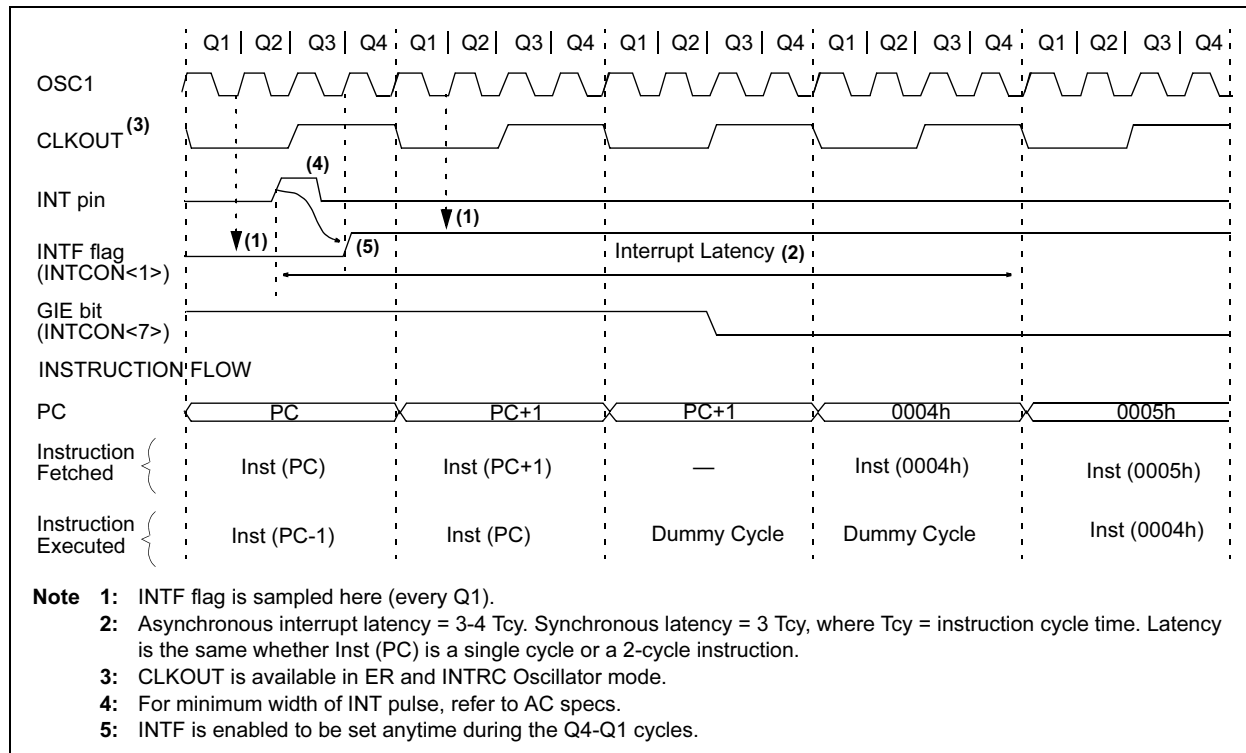 Q1 | Q2 | Q3 | Q4 Q1 | Q2 | Q3 | Q4 Q1 | Q2 | Q3 | Q4 Q1 | Q2 | Q3 | Q4 Q1 | Q2 | Q3 | Q4
OSC1
CLKOUT (3)
(4)
INT pin
(1)
(1)
(5)
INTF flag
(INTCON<1>)
Interrupt Latency (2)
GIE bit
(INTCON<7>)
INSTRUCTION FLOW
PC PC PC+1 PC+1 0004h 0005h
Instruction
Fetched
Inst (PC) Inst (PC+1) — Inst (0004h) Inst (0005h)
Instruction
Executed
Inst (PC-1) Inst (PC) Dummy Cycle Dummy Cycle Inst (0004h)
Note 1: INTF flag is sampled here (every Q1).
2: Asynchronous interrupt latency = 3-4 Tcy. Synchronous latency = 3 Tcy, where Tcy = instruction cycle time. Latency
is the same whether Inst (PC) is a single cycle or a 2-cycle instruction.
3: CLKOUT is available in ER and INTRC Oscillator mode.
4: For minimum width of INT pulse, refer to AC specs.
5: INTF is enabled to be set anytime during the Q4-Q1 cycles.